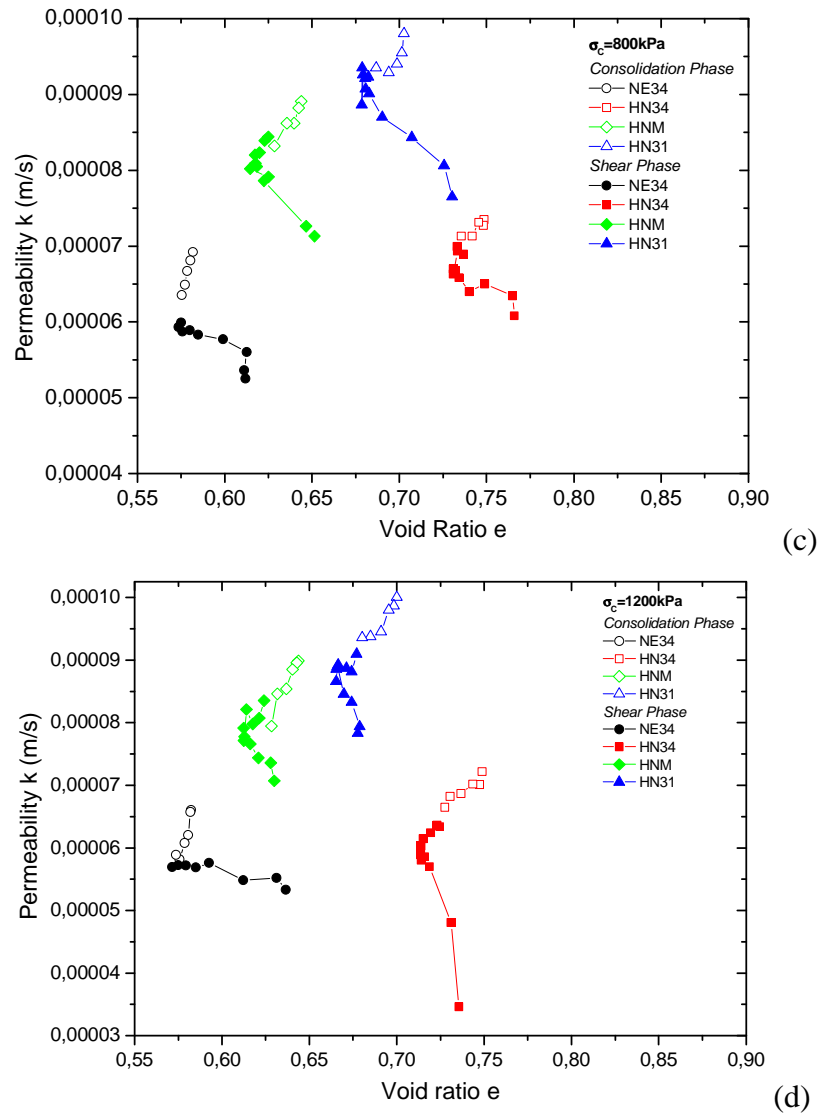 0,00010
0,00009
0,00008
0,00007
0,00006
0,00005
0,00004
Permeability k (m/s)
σc=800kPa
Consolidation Phase
NE34
HN34
HNM
HN31
Shear Phase
NE34
HN34
HNM
HN31
0,55 0,60 0,65 0,70 0,75 0,80 0,85 0,90
Void Ratio e
(c)
0,00010
0,00009
0,00008
0,00007
0,00006
0,00005
0,00004
0,00003
Permeability k (m/s)
σc=1200kPa
Consolidation Phase
NE34
HN34
HNM
HN31
Shear Phase
NE34
HN34
HNM
HN31
0,55 0,60 0,65 0,70 0,75 0,80 0,85 0,90
Void ratio e
(d)